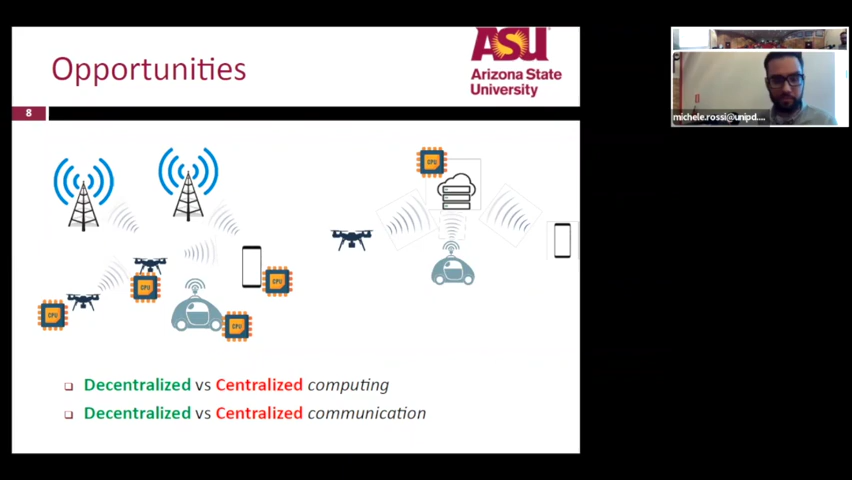 Opportunities
ASU
Arizona State
University
8
CPU
CPU
CPU
CPU
CPU
Decentralized vs Centralized computing
Decentralized vs Centralized communication
michele.rossi@unipd....